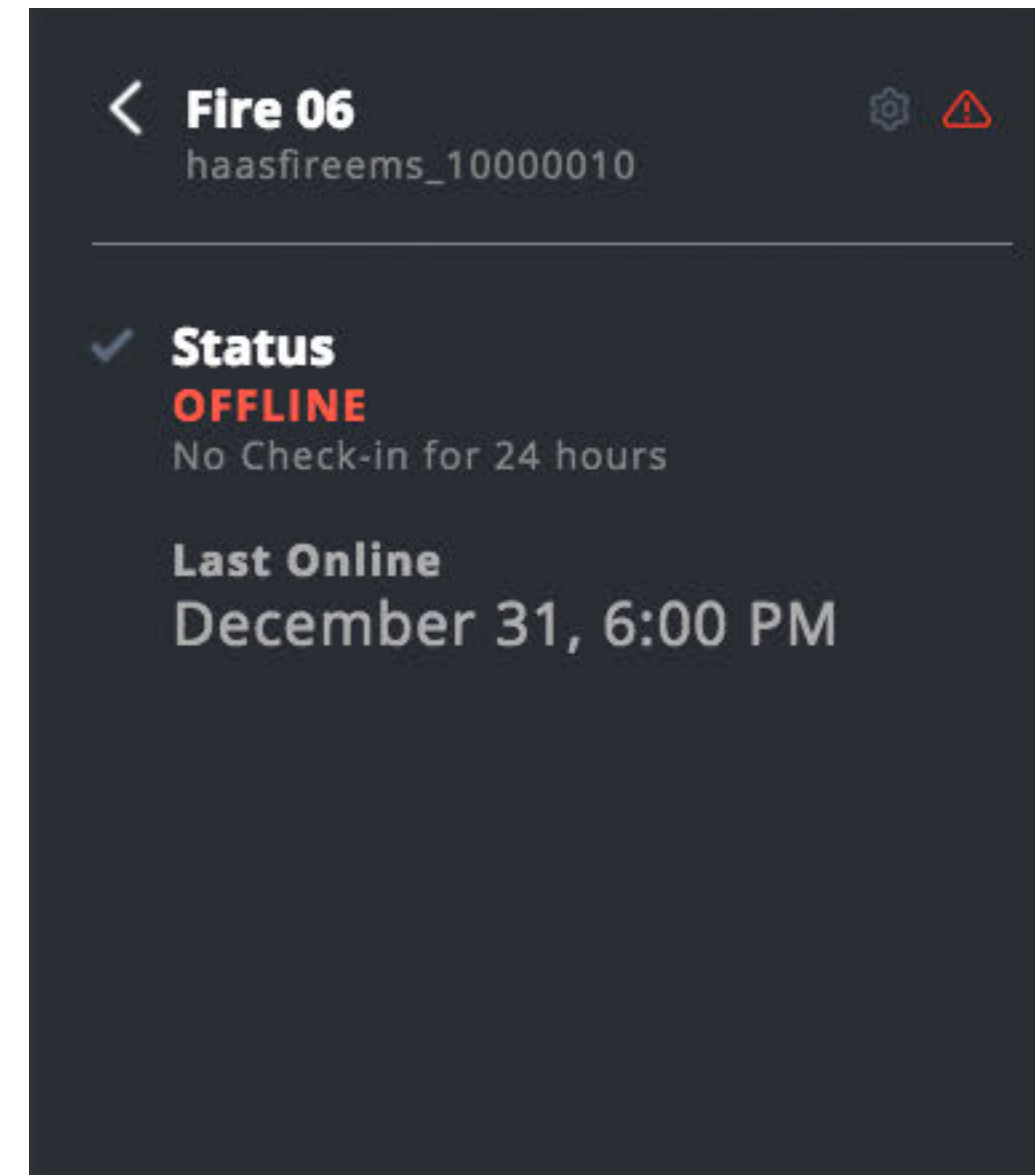 Fire 06
haasfireems_10000010
Status
OFFLINE
No Check-in for 24 hours
Last Online
December 31, 6:00 PM